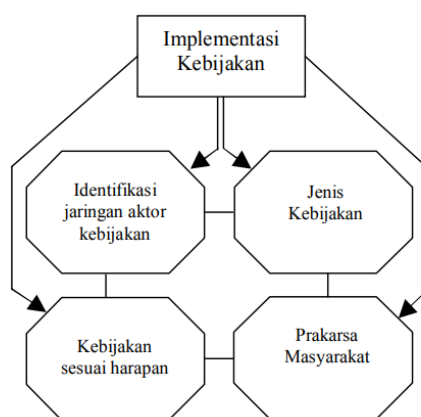 Implementasi
Kebijakan
Identifikasi
jaringan aktor
kebijakan
Jenis
Kebijakan
Kebijakan
sesuai harapan
Prakarsa
Masyarakat